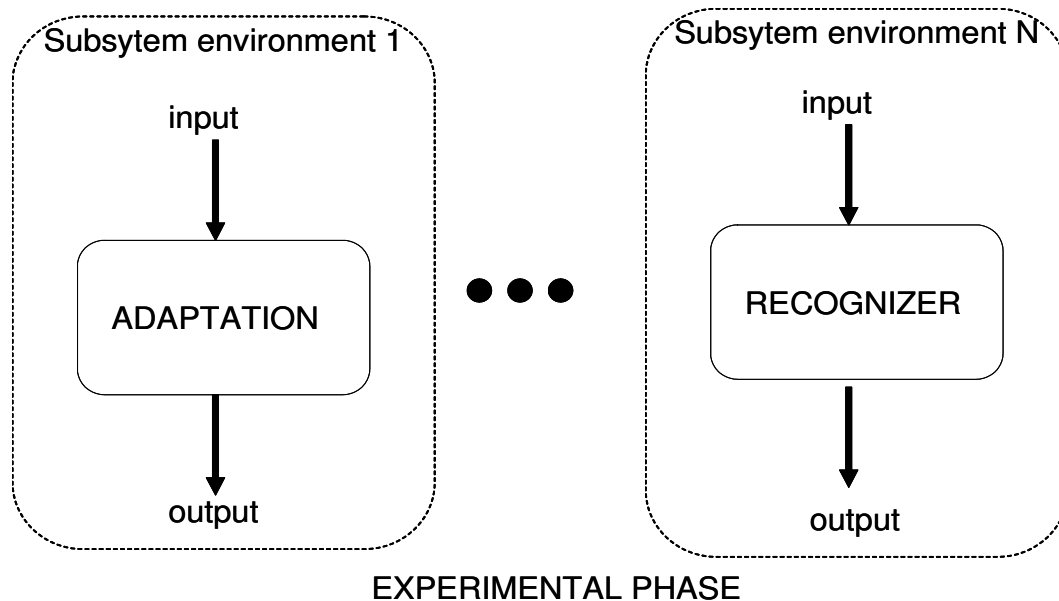 Subsytem environment 1
input
ADAPTATION
output
Subsytem environment N
input
RECOGNIZER
output
EXPERIMENTAL PHASE